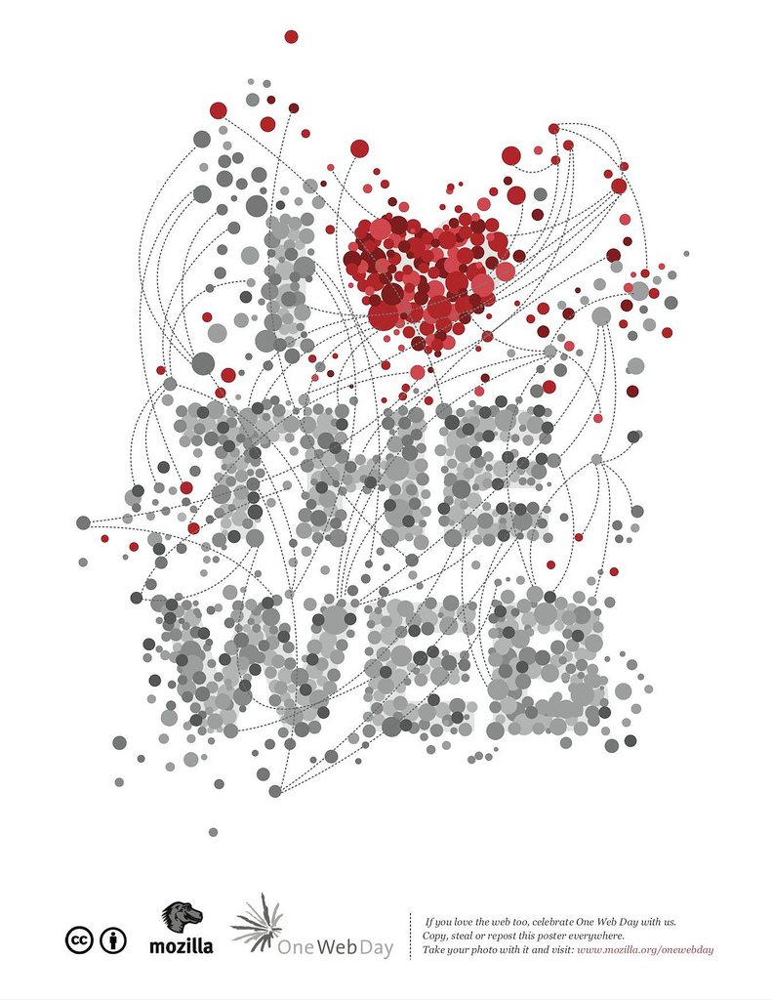 I
THE
WEB
cc
mozilla
OneWebDay
If you love the web too, celebrate One Web Day with us.
Copy, steal or repost this poster everywhere.
Take your photo with it and visit: www.mozilla.org/onewebday